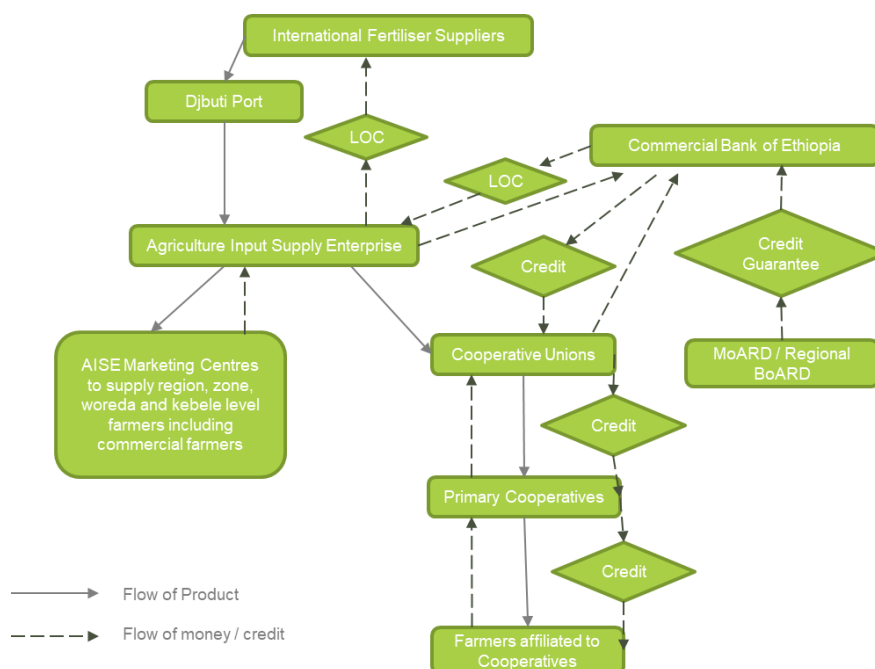 International Fertiliser Suppliers
Djbuti Port
LOC
Commercial Bank of Ethiopia
LOC
Agriculture Input Supply Enterprise
Credit
Credit
Guarantee
Cooperative Unions
MoARD / Regional
BoARD
AISE Marketing Centres
to supply region, zone,
woreda and kebele level
farmers including
commercial farmers
Credit
Primary Cooperatives
Credit
Flow of Product
Flow of money / credit
Farmers affiliated to
Cooperatives